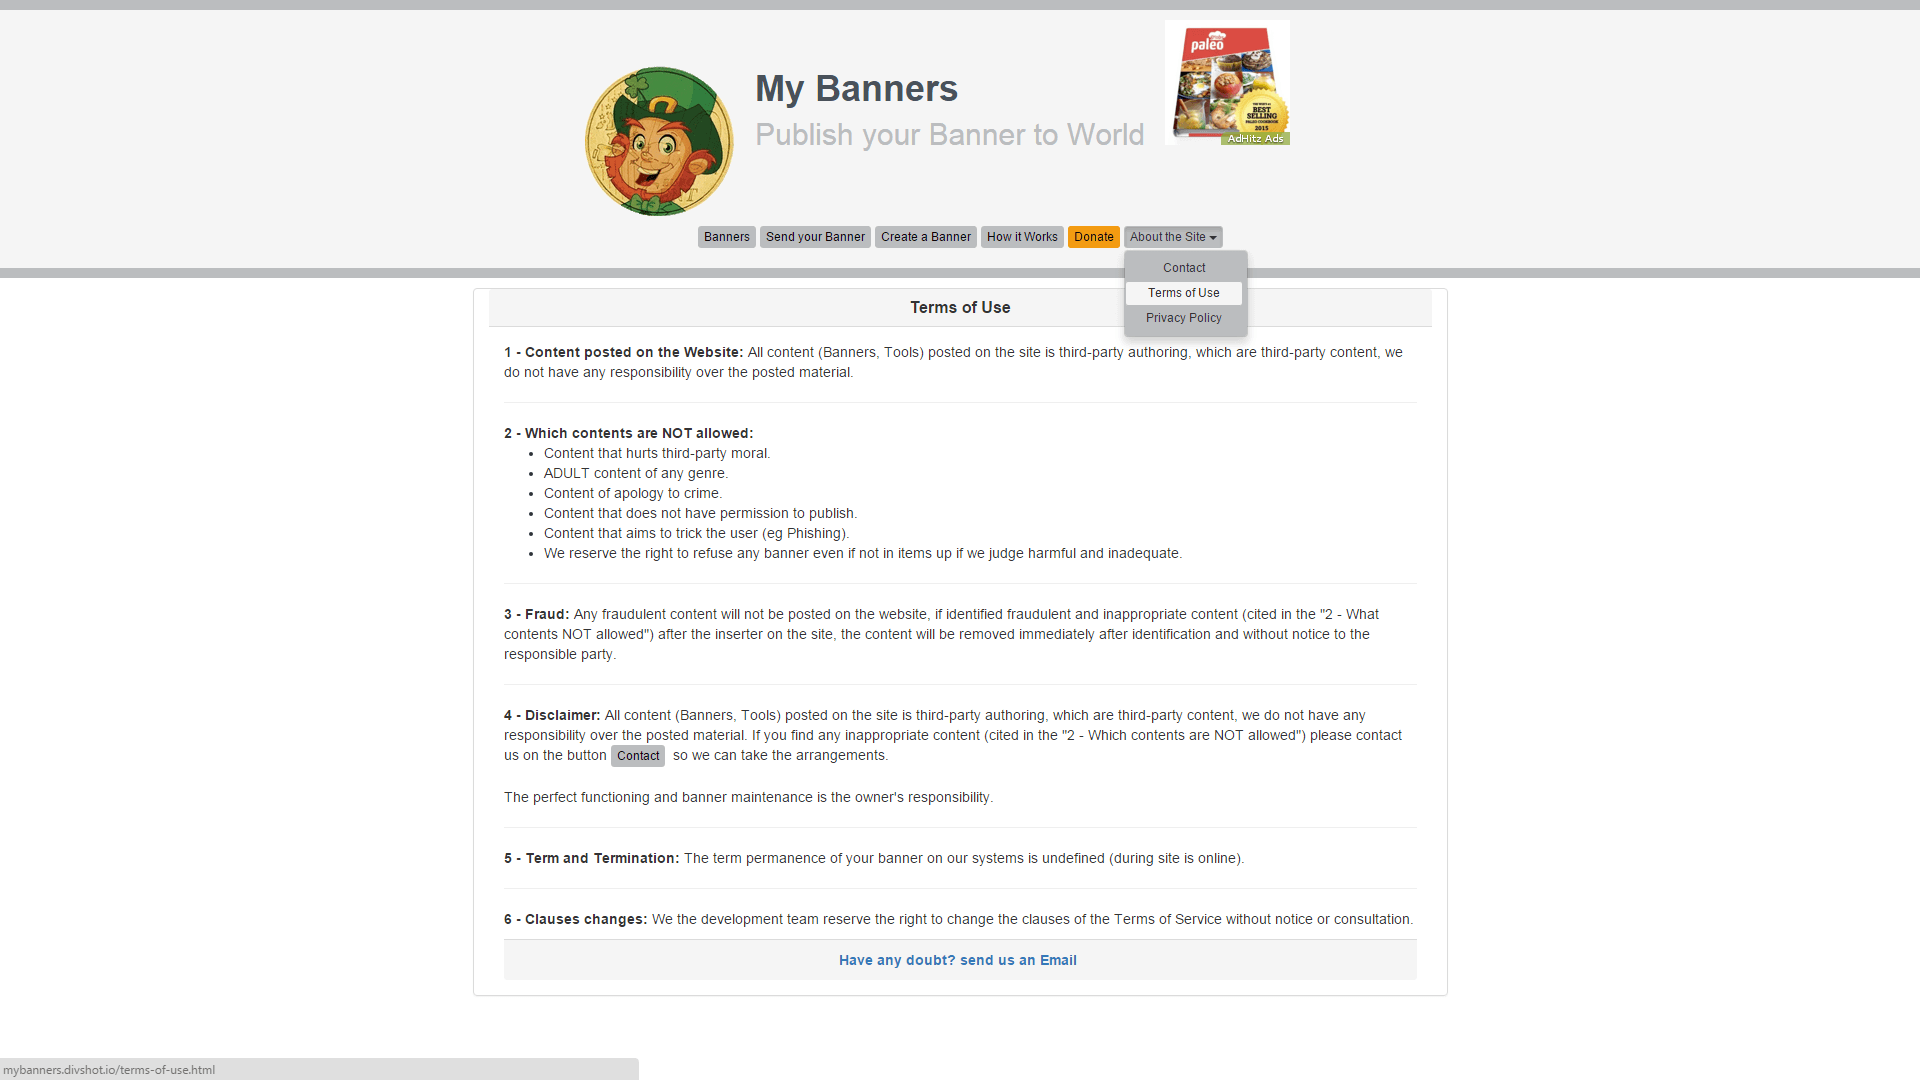 My Banners
Publish your Banner to World
paleo
BEST
SELLING
2015
AdHitz Ads
Banners
Send your Banner
Create a Banner
How it Works
Donate
About the Site
Contact
Terms of Use
Privacy Policy
Terms of Use
1 - Content posted on the Website: All content (Banners, Tools) posted on the site is third-party authoring, which are third-party content, we
do not have any responsibility over the posted material.
2 - Which contents are NOT allowed:
• Content that hurts third-party moral.
• ADULT content of any genre.
• Content of apology to crime.
• Content that does not have permission to publish.
• Content that aims to trick the user (eg Phishing).
• We reserve the right to refuse any banner even if not in items up if we judge harmful and inadequate.
3 - Fraud: Any fraudulent content will not be posted on the website, if identified fraudulent and inappropriate content (cited in the "2 - What
contents NOT allowed") after the inserter on the site, the content will be removed immediately after identification and without notice to the
responsible party.
4 - Disclaimer: All content (Banners, Tools) posted on the site is third-party authoring, which are third-party content, we do not have any
responsibility over the posted material. If you find any inappropriate content (cited in the "2 - Which contents are NOT allowed") please contact
us on the button Contact so we can take the arrangements.
The perfect functioning and banner maintenance is the owner's responsibility.
5 - Term and Termination: The term permanence of your banner on our systems is undefined (during site is online).
6 - Clauses changes: We the development team reserve the right to change the clauses of the Terms of Service without notice or consultation.
Have any doubt? send us an Email
mybanners.divshot.io/terms-of-use.html